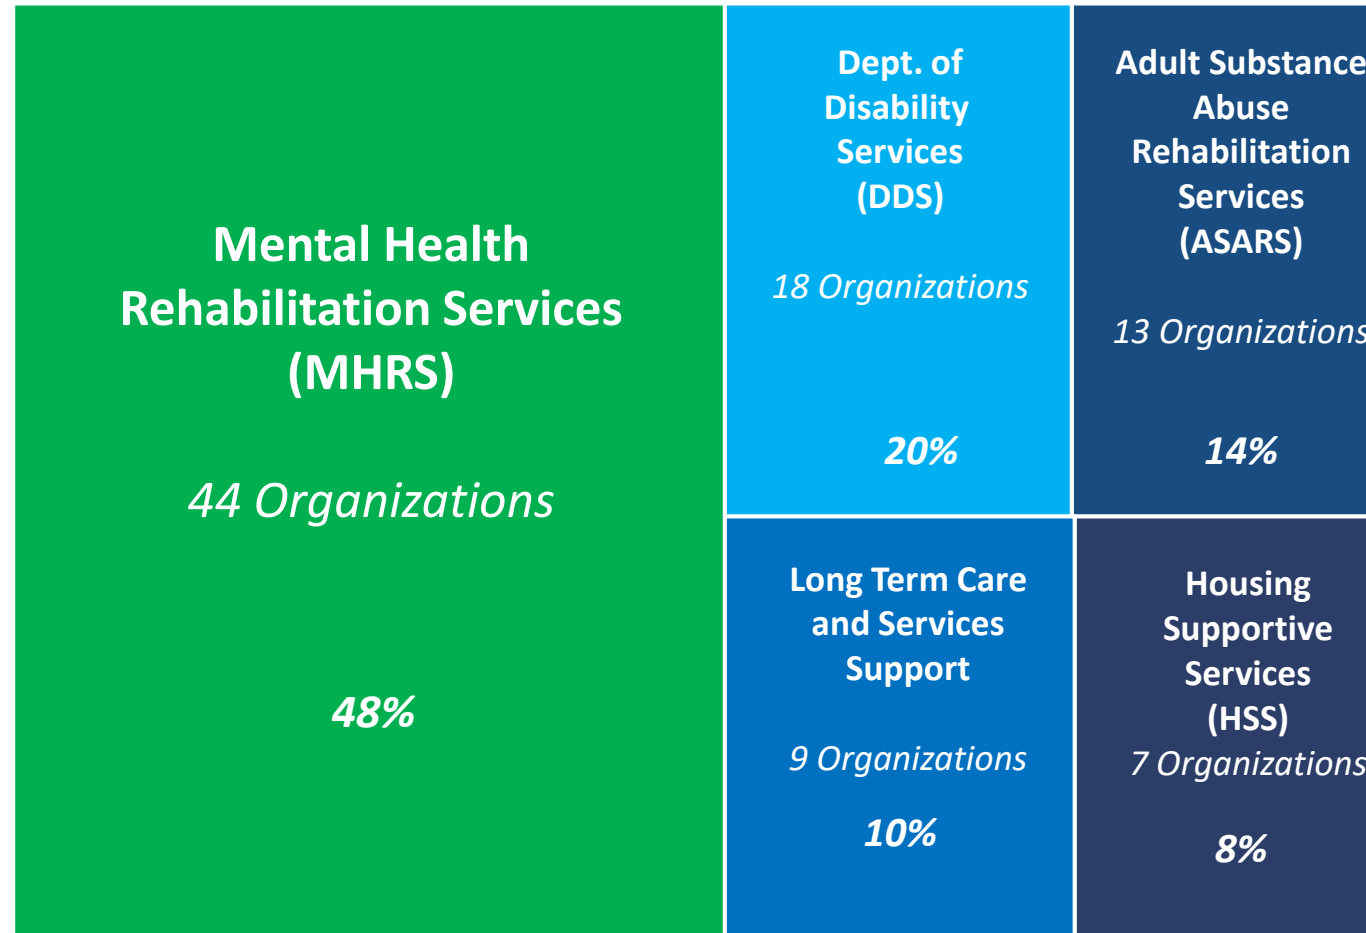 Mental Health
Rehabilitation Services
(MHRS)
44 Organizations
48%
Dept. of
Disability
Services
(DDS)
18 Organizations
20%
Adult Substance
Abuse
Rehabilitation
Services
(ASARS)
13 Organizations
14%
Long Term Care
and Services
Support
9 Organizations
10%
Housing
Supportive
Services
(HSS)
7 Organizations
8%